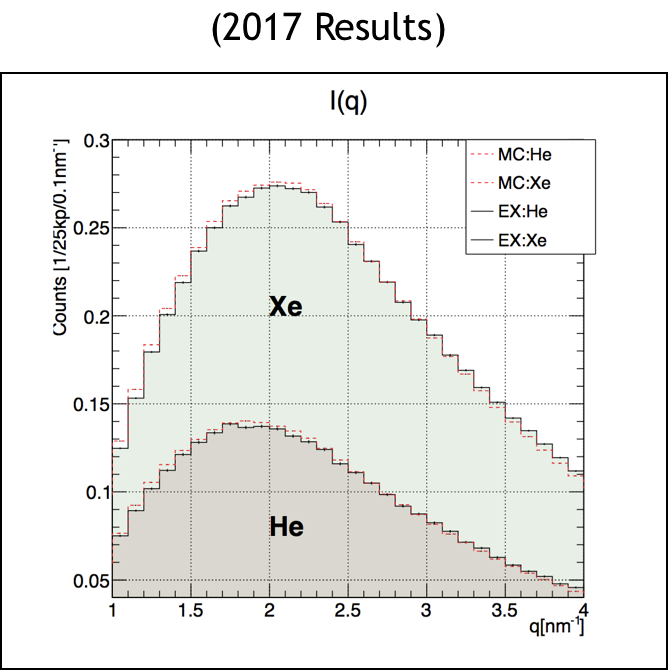 (2017 Results)
I(q)
Counts [1/25kp/0.1nm⁻¹]
0.3
0.25
0.2
0.15
0.1
0.05
MC:He
MC:Xe
EX:He
EX:Xe
Xe
He
1 1.5 2 2.5 3 3.5 4
q[nm⁻¹]